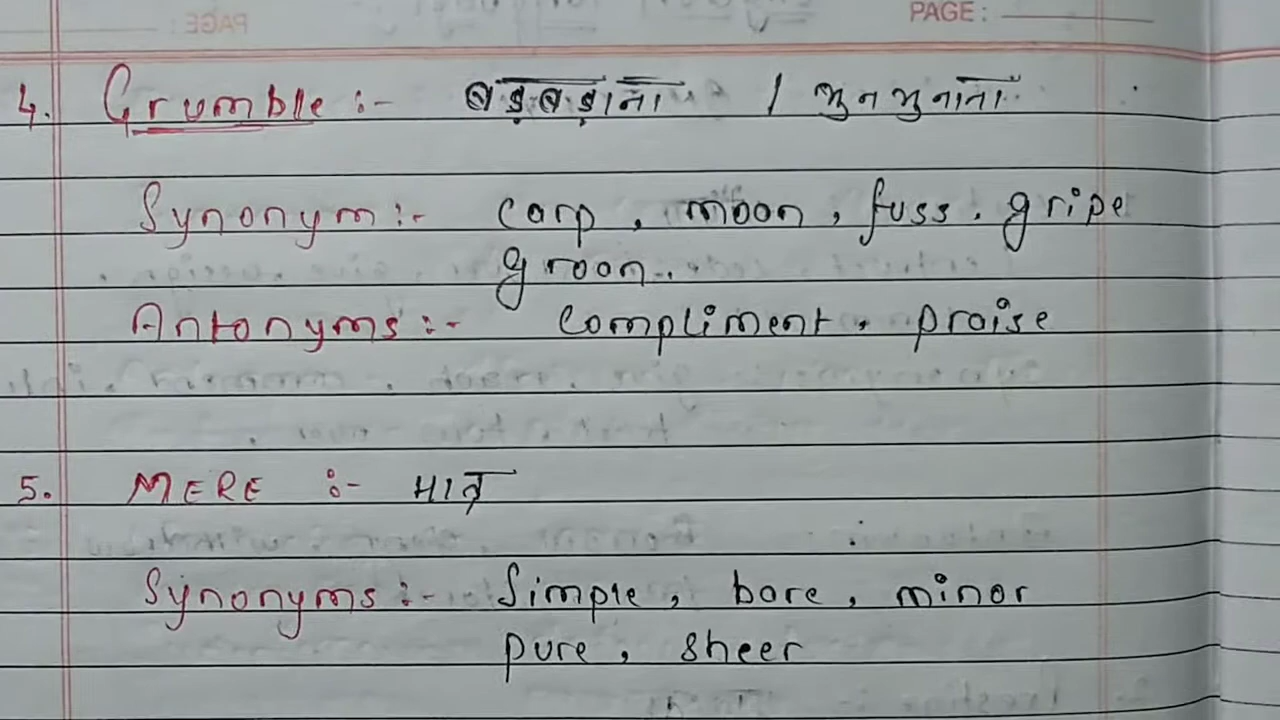 PAGE:
4. Grumble :- बड़बड़ाना / भुनभुनाना
Synonym :- carp, moan, fuss, gripe
groan..
Antonyms :- compliment, praise
5. MERE :- मात्र
Synonyms :- Simple, bare, minor
pure, sheer